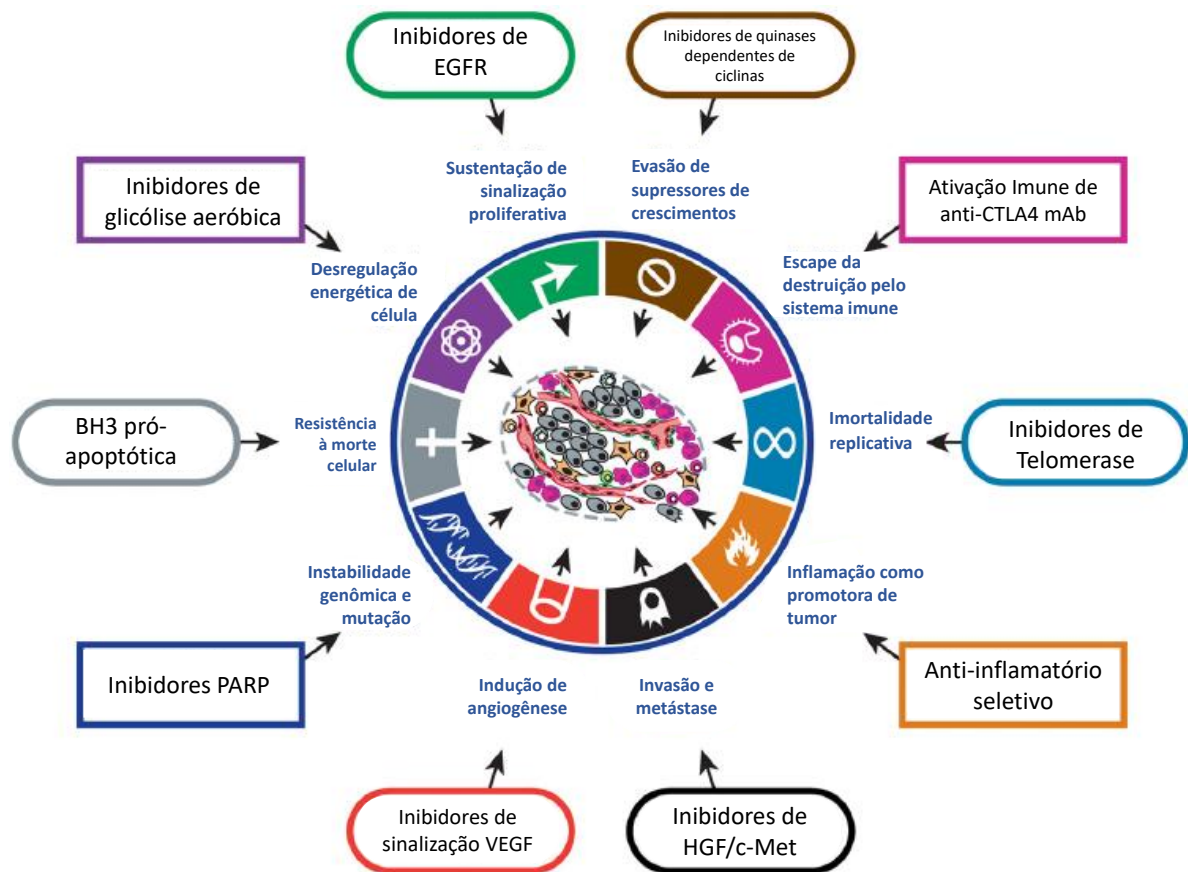 Inibidores de
EGFR
Inibidores de quinases
dependentes de
ciclinas
Sustentação de
sinalização
proliferativa
Evasão de
supressores de
crescimentos
Inibidores de
glicólise aeróbica
Ativação Imune de
anti-CTLA4 mAb
Desregulação
energética de
célula
Escape da
destruição pelo
sistema imune
BH3 pró-
apoptótica
Resistência
à morte
celular
Imortalidade
replicativa
Inibidores de
Telomerase
Instabilidade
genômica e
mutação
Inflamação como
promotora de
tumor
Inibidores PARP
Anti-inflamatório
seletivo
Indução de
angiogênese
Invasão e
metástase
Inibidores de
sinalização VEGF
Inibidores de
HGF/c-Met